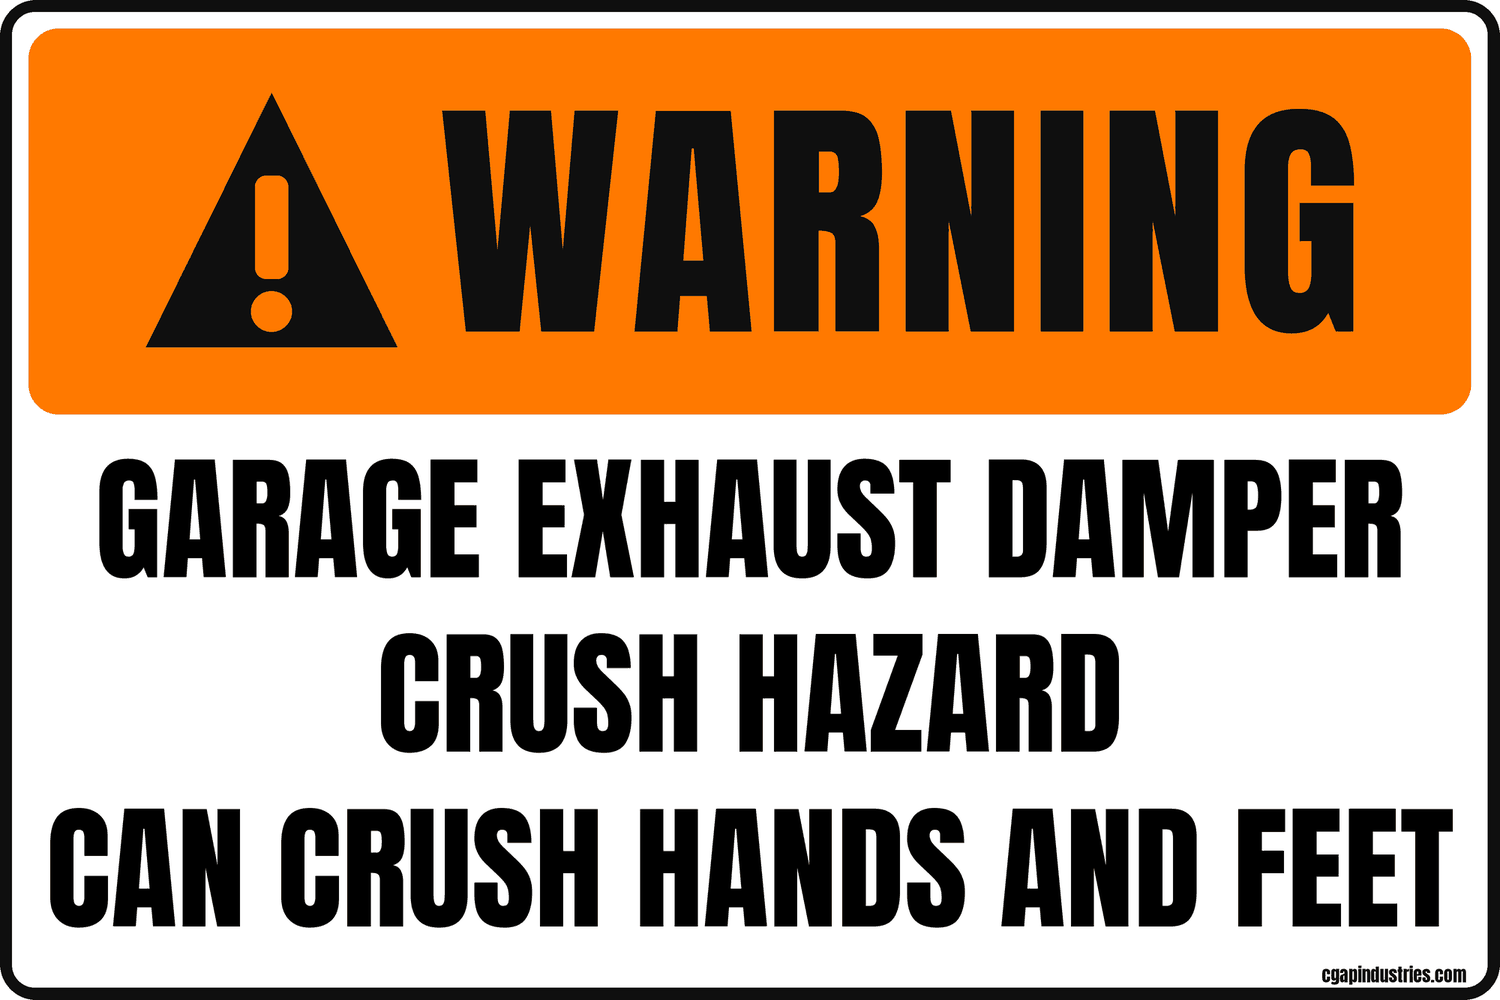 WARNING
GARAGE EXHAUST DAMPER
CRUSH HAZARD
CAN CRUSH HANDS AND FEET
cgapindustries.com